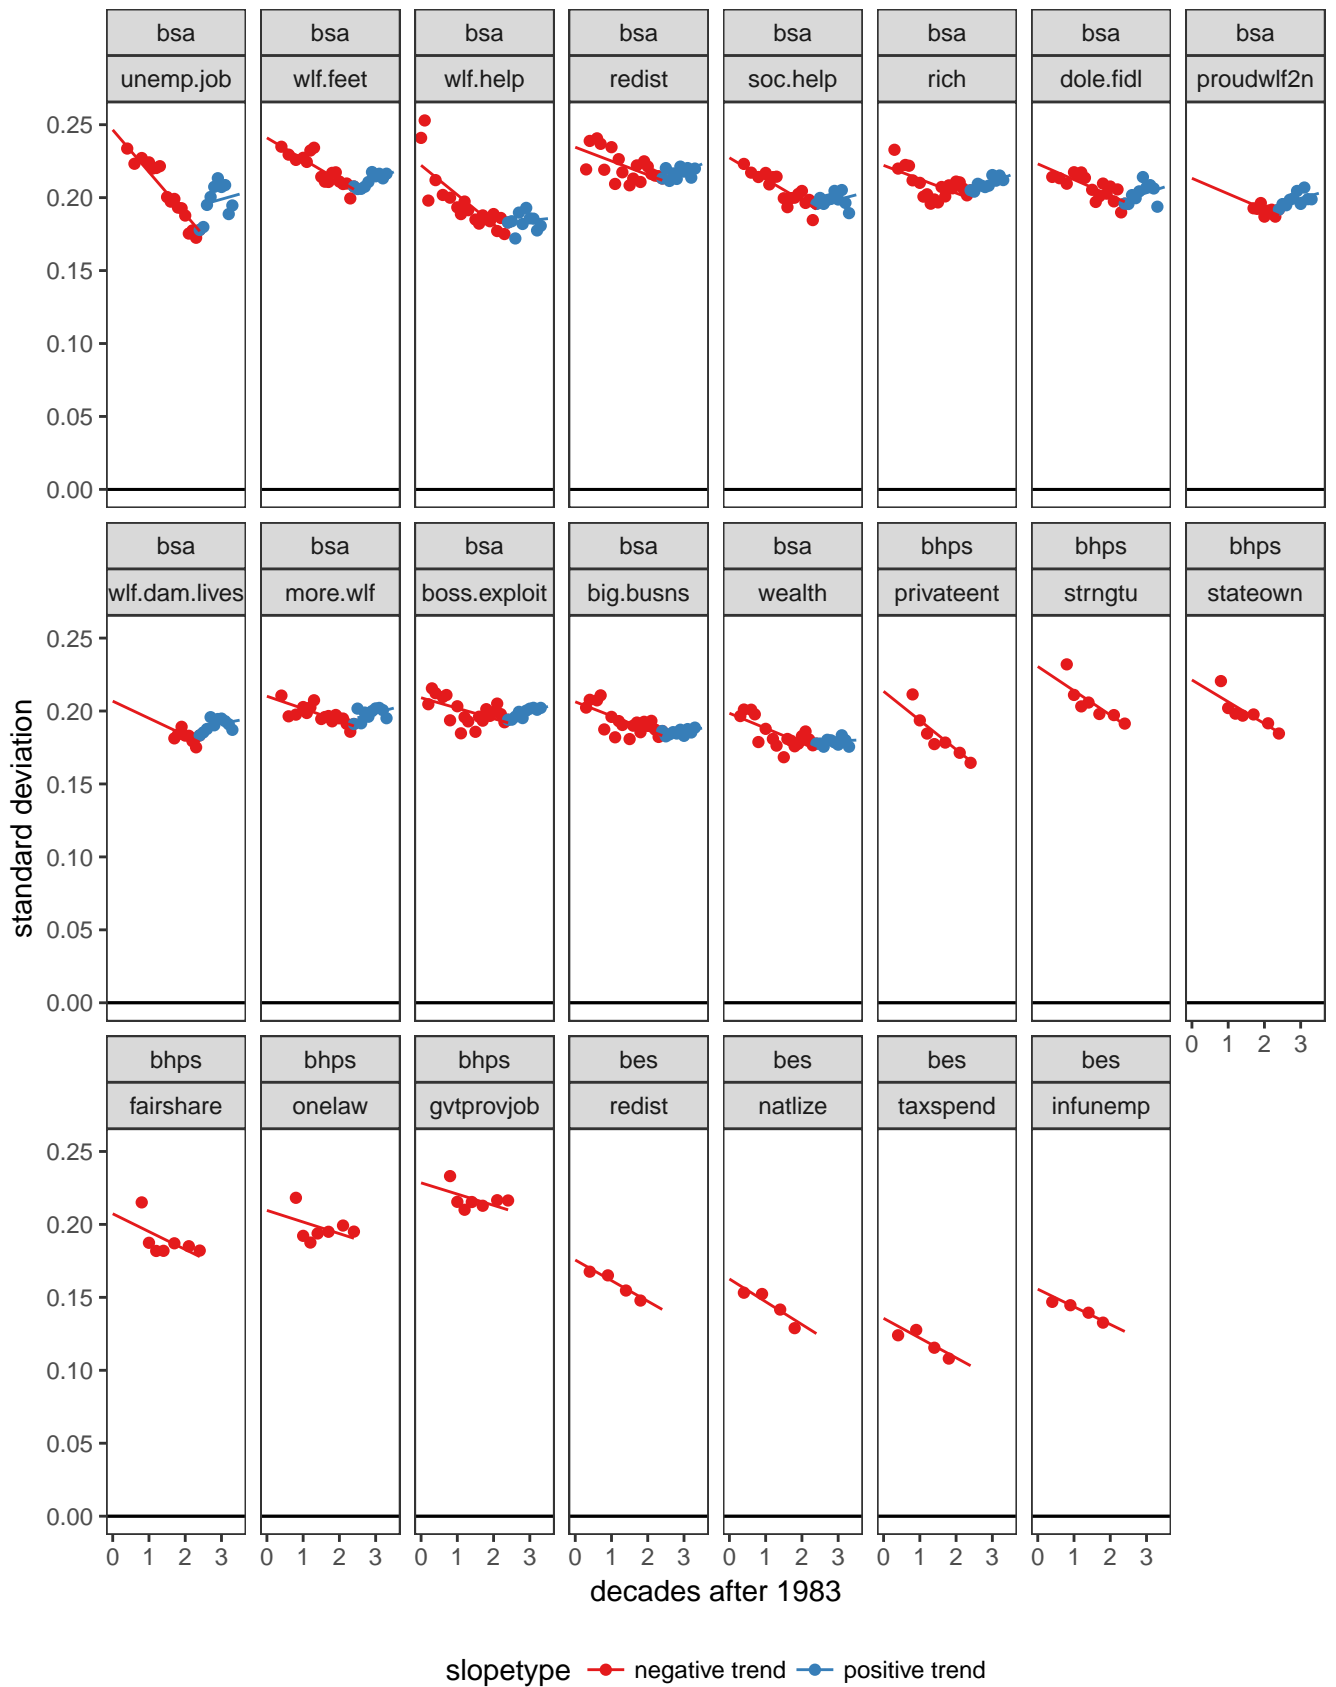 bsa bsa bsa bsa bsa bsa bsa bsa
unemp.job wlf.feet wlf.help redist soc.help rich dole.fidl proudwlf2n
0.25
0.20
0.15
0.10
0.05
0.00
bsa bsa bsa bsa bsa bhps bhps bhps
wlf.dam.lives more.wlf boss.exploit big.busns wealth privateent strngtu stateown
0.25
0.20
0.15
0.10
0.05
0.00
standard deviation
0 1 2 3
bhps bhps bhps bes bes bes bes
fairshare onelaw gvtprovjob redist natlize taxspend infunemp
0.25
0.20
0.15
0.10
0.05
0.00
0 1 2 3 0 1 2 3 0 1 2 3 0 1 2 3 0 1 2 3 0 1 2 3 0 1 2 3
decades after 1983
slopetype negative trend positive trend